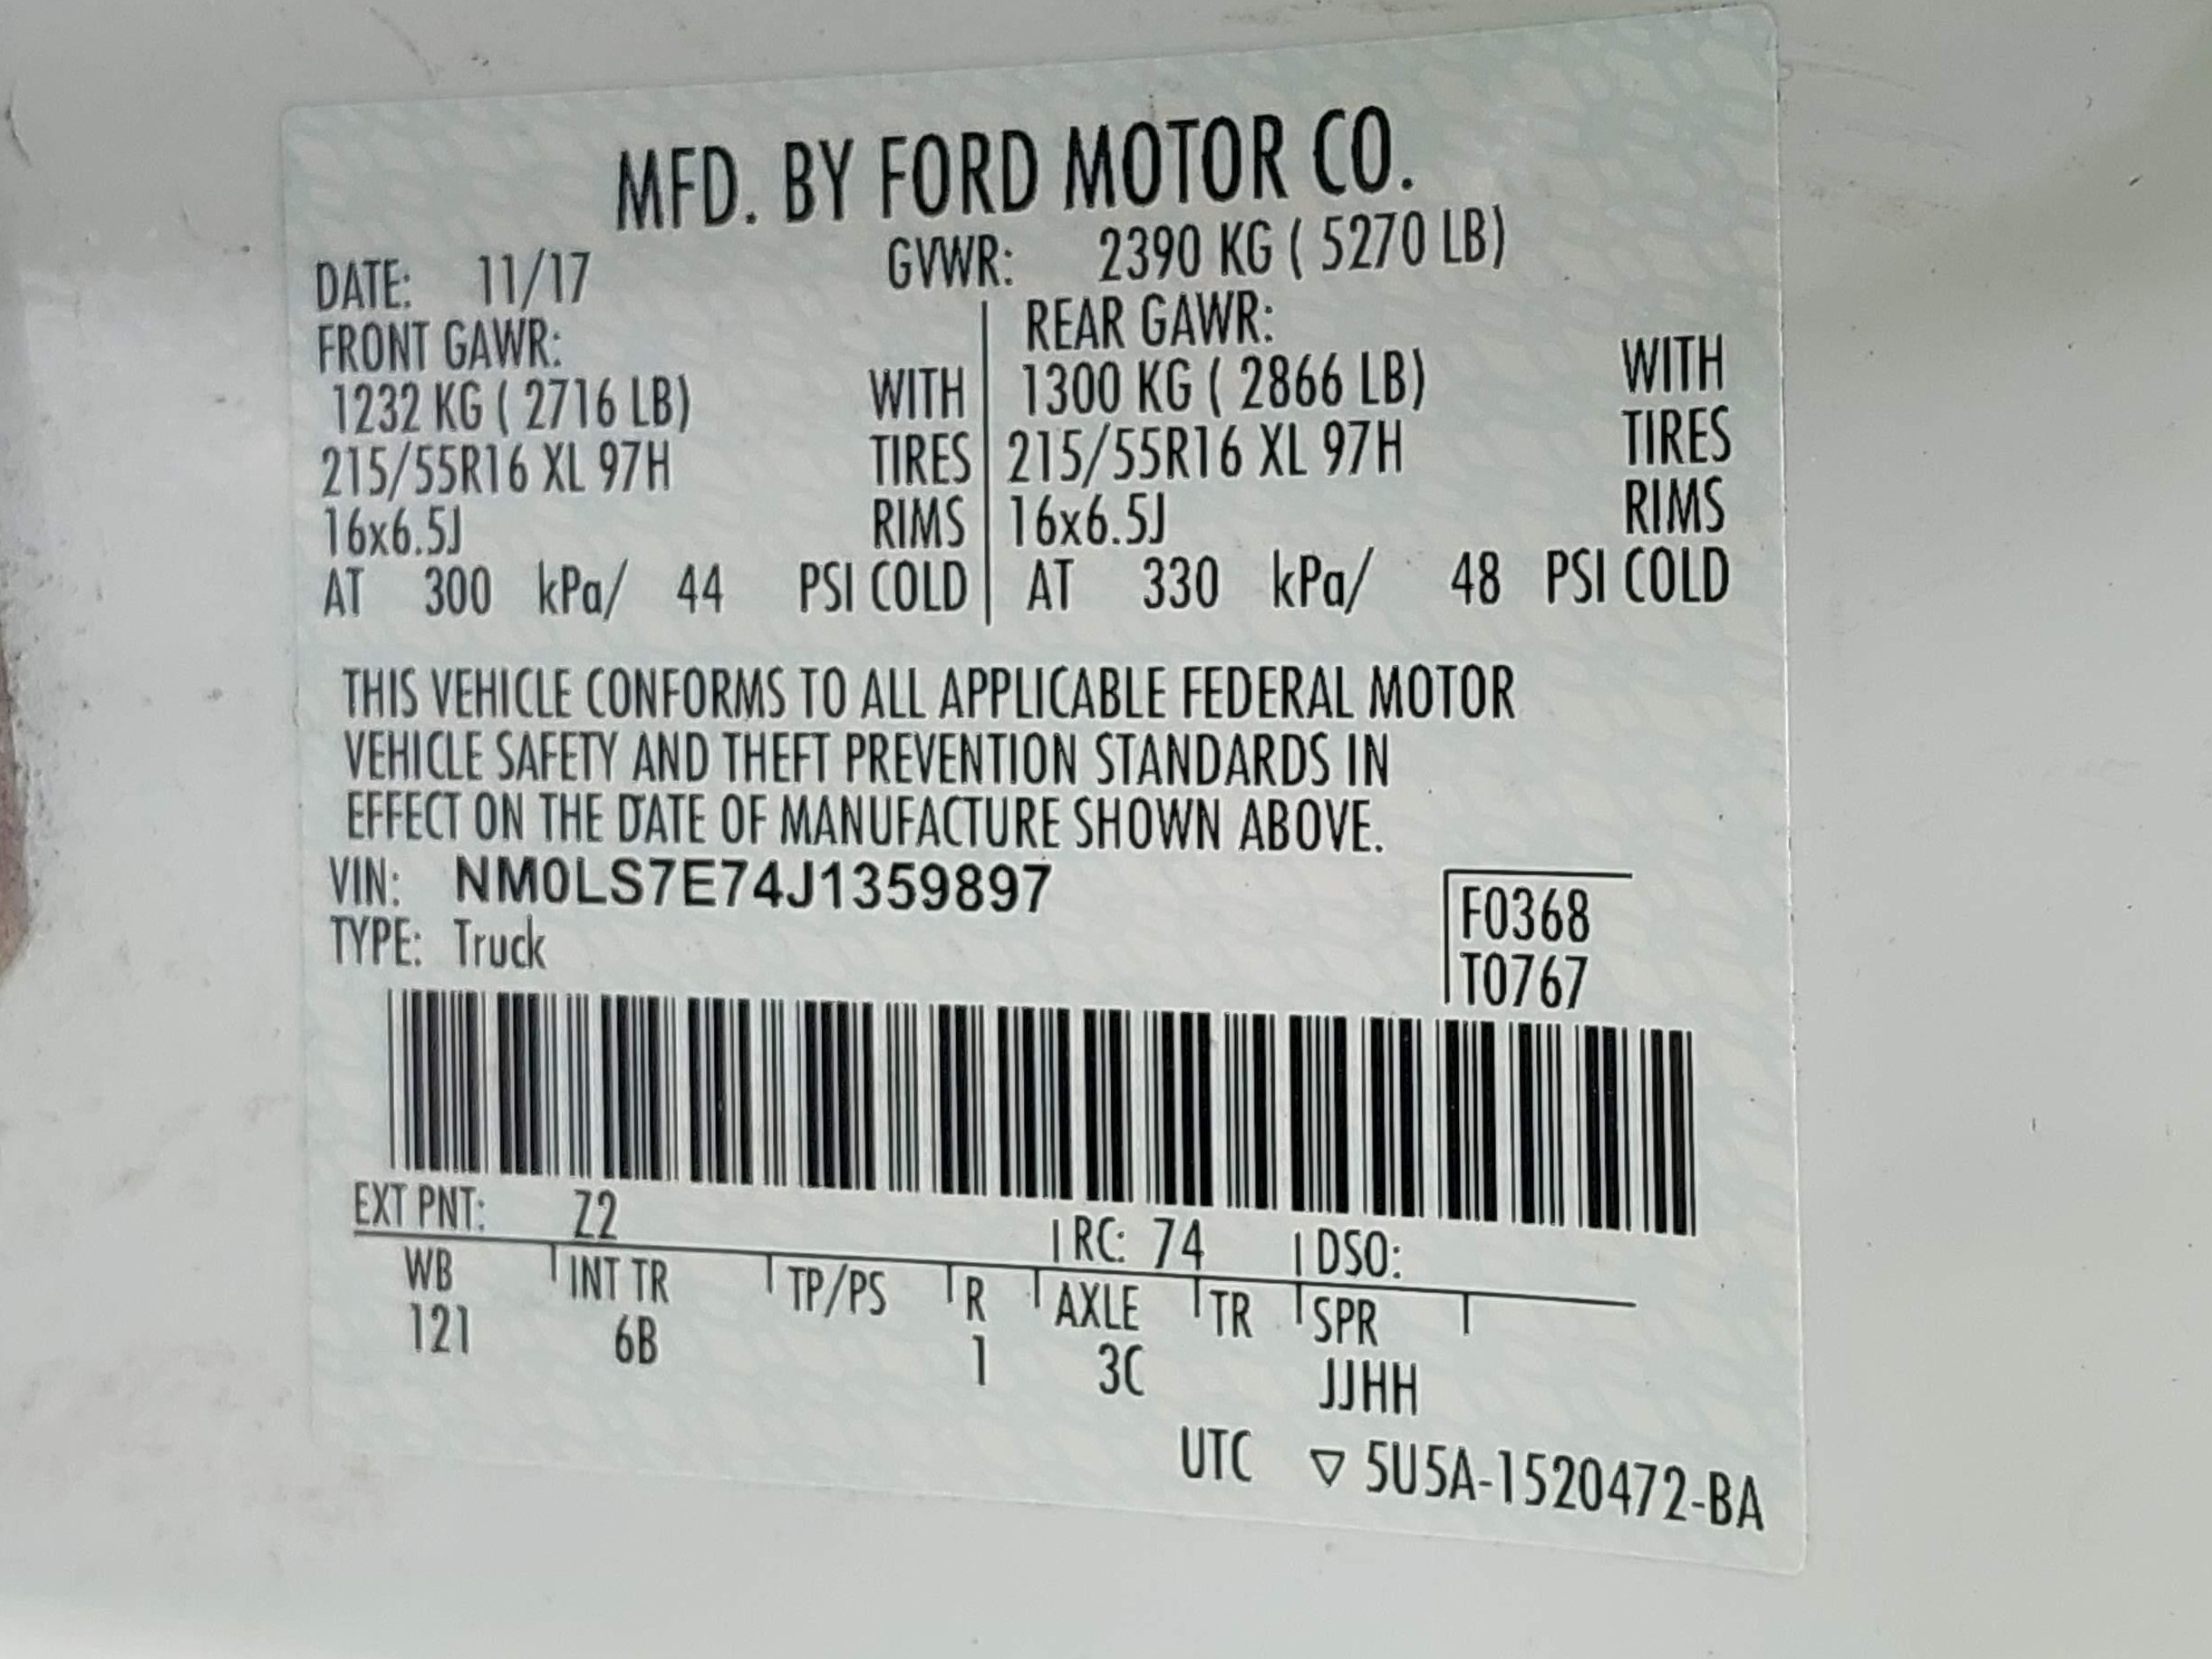 MFD. BY FORD MOTOR CO.
DATE: 11/17 GVWR: 2390 KG ( 5270 LB)
FRONT GAWR: REAR GAWR:
1232 KG ( 2716 LB) WITH 1300 KG ( 2866 LB) WITH
215/55R16 XL 97H TIRES 215/55R16 XL 97H TIRES
16x6.5J RIMS 16x6.5J RIMS
AT 300 kPa/ 44 PSI COLD AT 330 kPa/ 48 PSI COLD
THIS VEHICLE CONFORMS TO ALL APPLICABLE FEDERAL MOTOR
VEHICLE SAFETY AND THEFT PREVENTION STANDARDS IN
EFFECT ON THE DATE OF MANUFACTURE SHOWN ABOVE.
VIN: NM0LS7E74J1359897
F0368
TYPE: Truck
T0767
EXT PNT: Z2 RC: 74 DSO:
WB INT TR TP/PS R AXLE TR SPR
121 6B 1 3C JJHH
UTC ▽ 5U5A-1520472-BA